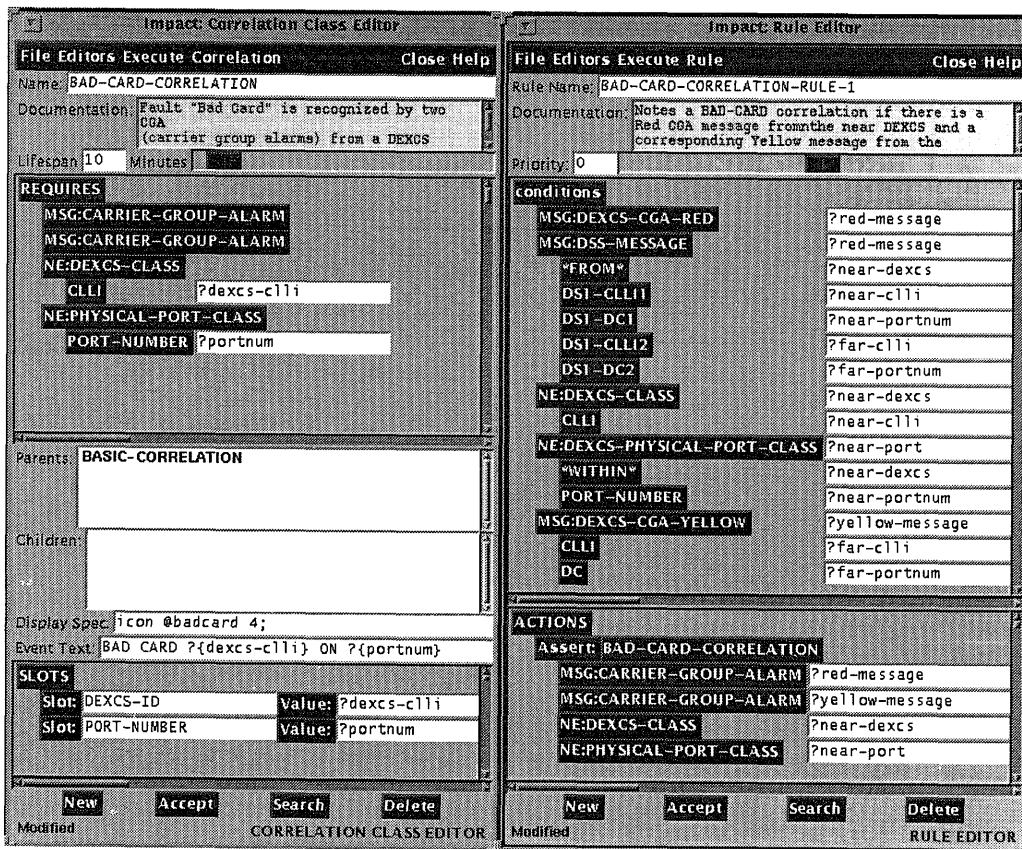 Impact: Correlation Class Editor
File Editors Execute Correlation Close Help
Name: BAD-CARD-CORRELATION
Documentation: Fault "Bad Card" is recognized by two
CGA
(carrier group alarms) from a DEXCS
Lifespan 10 Minutes
REQUIRES
MSG:CARRIER-GROUP-ALARM
MSG:CARRIER-GROUP-ALARM
NE:DEXCS-CLASS
CLLI ?dexcs-clli
NE:PHYSICAL-PORT-CLASS
PORT-NUMBER ?portnum
Parents: BASIC-CORRELATION
Children:
Display Spec: icon @badcard 4;
Event Text: BAD CARD ?{dexcs-clli} ON ?{portnum}
SLOTS
Slot: DEXCS-ID Value: ?dexcs-clli
Slot: PORT-NUMBER Value: ?portnum
New Accept Search Delete
Modified CORRELATION CLASS EDITOR
Impact: Rule Editor
File Editors Execute Rule Close Help
Rule Name: BAD-CARD-CORRELATION-RULE-1
Documentation: Notes a BAD-CARD correlation if there is a
Red CGA message fromnthe near DEXCS and a
corresponding Yellow message from the
Priority: 0
conditions
MSG:DEXCS-CGA-RED ?red-message
MSG:DSS-MESSAGE ?red-message
*FROM* ?near-dexcs
DS1-CLLI1 ?near-clli
DS1-DC1 ?near-portnum
DS1-CLLI2 ?far-clli
DS1-DC2 ?far-portnum
NE:DEXCS-CLASS ?near-dexcs
CLLI ?near-clli
NE:DEXCS-PHYSICAL-PORT-CLASS ?near-port
*WITHIN* ?near-dexcs
PORT-NUMBER ?near-portnum
MSG:DEXCS-CGA-YELLOW ?yellow-message
CLLI ?far-clli
DC ?far-portnum
ACTIONS
Assert: BAD-CARD-CORRELATION
MSG:CARRIER-GROUP-ALARM ?red-message
MSG:CARRIER-GROUP-ALARM ?yellow-message
NE:DEXCS-CLASS ?near-dexcs
NE:PHYSICAL-PORT-CLASS ?near-port
New Accept Search Delete
Modified RULE EDITOR